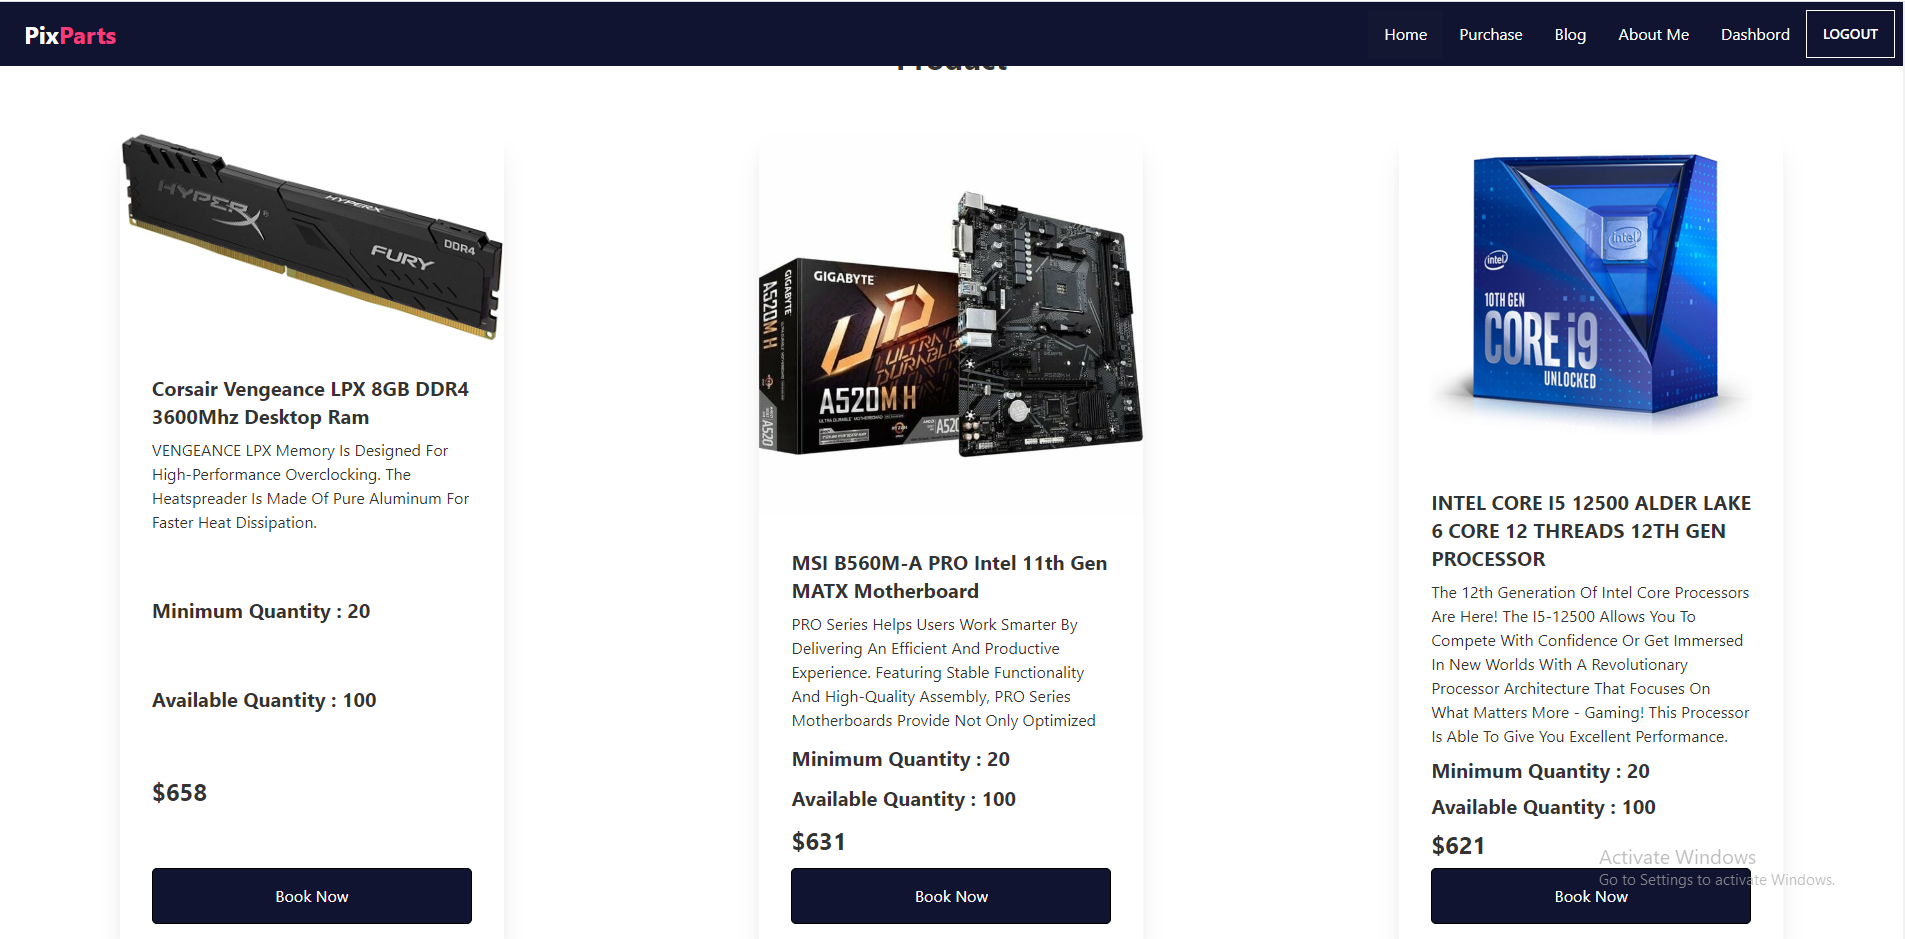 PixParts
Home Purchase Blog About Me Dashbord LOGOUT
Product
HYPERX
HYPERX
FURY
DDR4
Corsair Vengeance LPX 8GB DDR4
3600Mhz Desktop Ram
VENGEANCE LPX Memory Is Designed For
High-Performance Overclocking. The
Heatspreader Is Made Of Pure Aluminum For
Faster Heat Dissipation.
Minimum Quantity : 20
Available Quantity : 100
$658
Book Now
GIGABYTE
GIGABYTE
A520M H
UD
ULTRA
DURABLE
A520M H
A520
MSI B560M-A PRO Intel 11th Gen
MATX Motherboard
PRO Series Helps Users Work Smarter By
Delivering An Efficient And Productive
Experience. Featuring Stable Functionality
And High-Quality Assembly, PRO Series
Motherboards Provide Not Only Optimized
Minimum Quantity : 20
Available Quantity : 100
$631
Book Now
intel
intel
10TH GEN
CORE i9
UNLOCKED
INTEL CORE I5 12500 ALDER LAKE
6 CORE 12 THREADS 12TH GEN
PROCESSOR
The 12th Generation Of Intel Core Processors
Are Here! The I5-12500 Allows You To
Compete With Confidence Or Get Immersed
In New Worlds With A Revolutionary
Processor Architecture That Focuses On
What Matters More - Gaming! This Processor
Is Able To Give You Excellent Performance.
Minimum Quantity : 20
Available Quantity : 100
$621
Book Now
Activate Windows
Go to Settings to activate Windows.